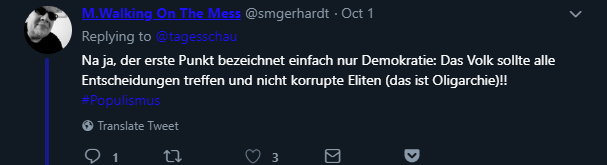 M.Walking On The Mess @smgerhardt · Oct 1
Replying to @tagesschau
Na ja, der erste Punkt bezeichnet einfach nur Demokratie: Das Volk sollte alle
Entscheidungen treffen und nicht korrupte Eliten (das ist Oligarchie)!!
#Populismus
Translate Tweet
1 3